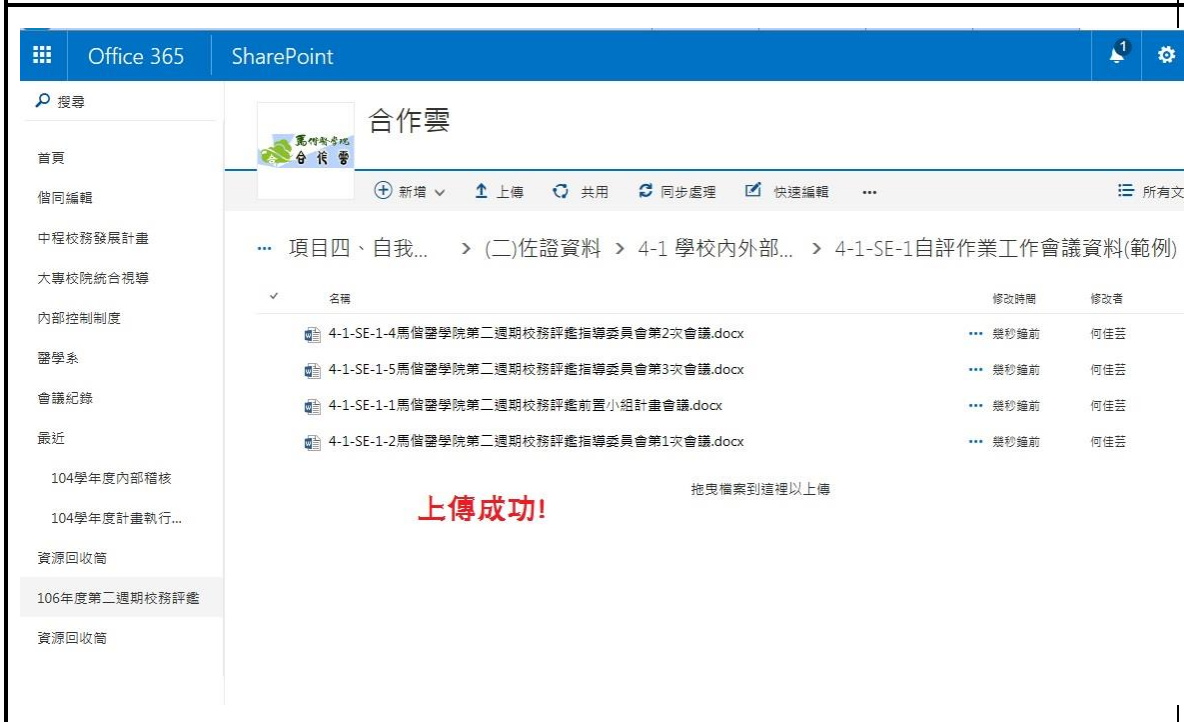 Office 365 SharePoint 1
搜尋
首頁
偕同編輯
中程校務發展計畫
大專校院統合視導
內部控制制度
醫學系
會議紀錄
最近
104學年度內部稽核
104學年度計畫執行...
資源回收筒
106年度第二週期校務評鑑
資源回收筒
馬偕醫學院
合作雲
合作雲
新增 上傳 共用 同步處理 快速編輯 ... 所有文
... 項目四、自我... > (二)佐證資料 > 4-1 學校內外部... > 4-1-SE-1自評作業工作會議資料(範例)
名稱 修改時間 修改者
4-1-SE-1-4馬偕醫學院第二週期校務評鑑指導委員會第2次會議.docx ... 幾秒鐘前 何佳芸
4-1-SE-1-5馬偕醫學院第二週期校務評鑑指導委員會第3次會議.docx ... 幾秒鐘前 何佳芸
4-1-SE-1-1馬偕醫學院第二週期校務評鑑前置小組計畫會議.docx ... 幾秒鐘前 何佳芸
4-1-SE-1-2馬偕醫學院第二週期校務評鑑指導委員會第1次會議.docx ... 幾秒鐘前 何佳芸
拖曳檔案到這裡以上傳
上傳成功!